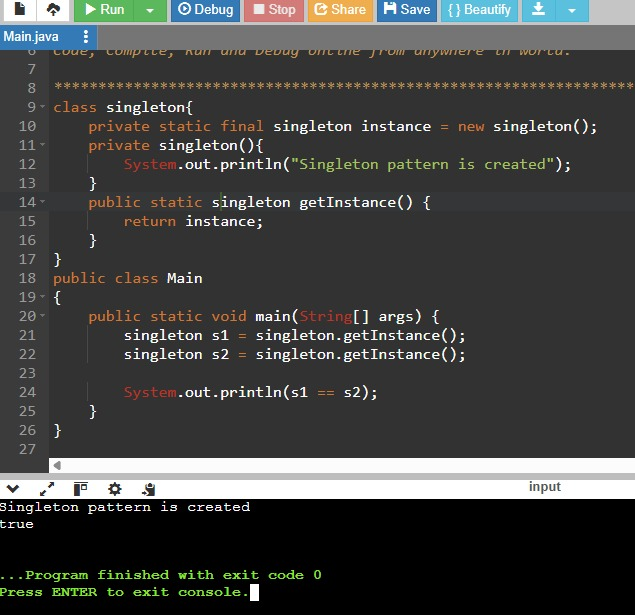 Run Debug Stop Share Save { } Beautify
Main.java
6 Code, Compile, Run and Debug online from anywhere in world.
7
8 ******************************************************************
9 class singleton{
10 private static final singleton instance = new singleton();
11 private singleton(){
12 System.out.println("Singleton pattern is created");
13 }
14 public static singleton getInstance() {
15 return instance;
16 }
17 }
18 public class Main
19 {
20 public static void main(String[] args) {
21 singleton s1 = singleton.getInstance();
22 singleton s2 = singleton.getInstance();
23
24 System.out.println(s1 == s2);
25 }
26 }
27
input
Singleton pattern is created
true
...Program finished with exit code 0
Press ENTER to exit console.